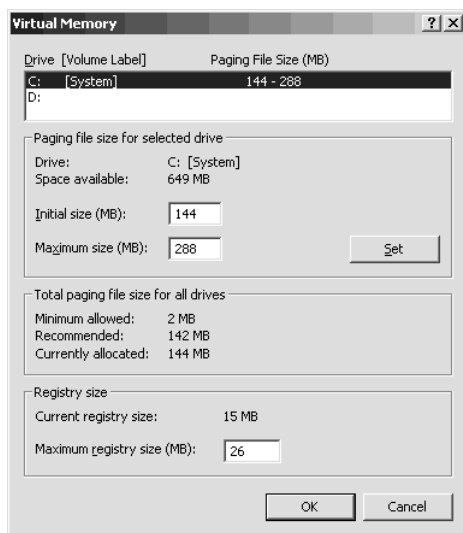 Virtual Memory
Drive [Volume Label] Paging File Size (MB)
C: [System] 144 - 288
D:
Paging file size for selected drive
Drive: C: [System]
Space available: 649 MB
Initial size (MB): 144
Maximum size (MB): 288 Set
Total paging file size for all drives
Minimum allowed: 2 MB
Recommended: 142 MB
Currently allocated: 144 MB
Registry size
Current registry size: 15 MB
Maximum registry size (MB): 26
OK Cancel